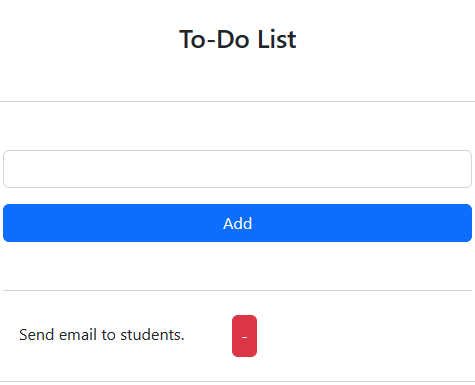 To-Do List
Add
Send email to students. -